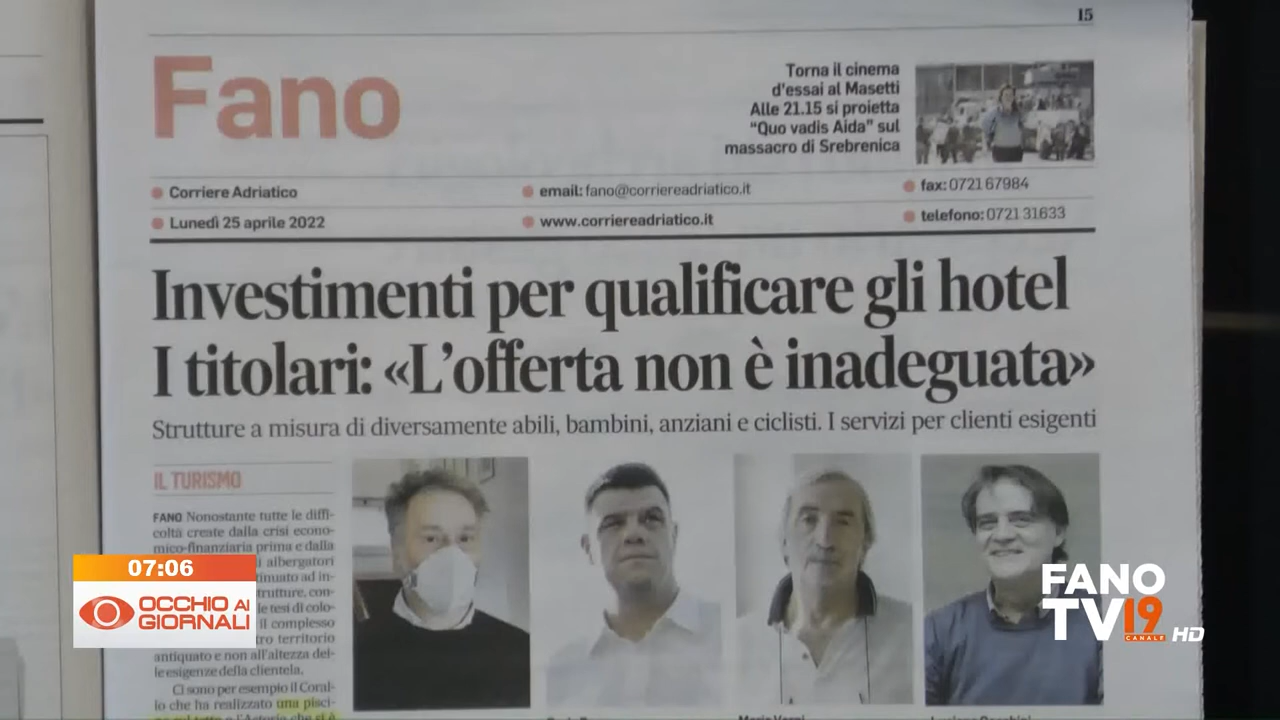 15
Fano
Torna il cinema
d'essai al Masetti
Alle 21.15 si proietta
“Quo vadis Aida” sul
massacro di Srebrenica
Corriere Adriatico
email: fano@corriereadriatico.it
fax: 0721 67984
Lunedì 25 aprile 2022
www.corriereadriatico.it
telefono: 0721 31633
Investimenti per qualificare gli hotel
I titolari: «L'offerta non è inadeguata»
Strutture a misura di diversamente abili, bambini, anziani e ciclisti. I servizi per clienti esigenti
IL TURISMO
FANO Nonostante tutte le diffi-
coltà create dalla crisi econo-
mico-finanziaria prima e dalla
albergatori
ad in-
strutture, con-
le tesi di colo-
il complesso
territorio
antiquato e non all'altezza del-
le esigenze della clientela.
Ci sono per esempio il Coral-
lo che ha realizzato una pisci-
07:06
OCCHIO AI
GIORNALI
FANO
TV19
CANALE
HD